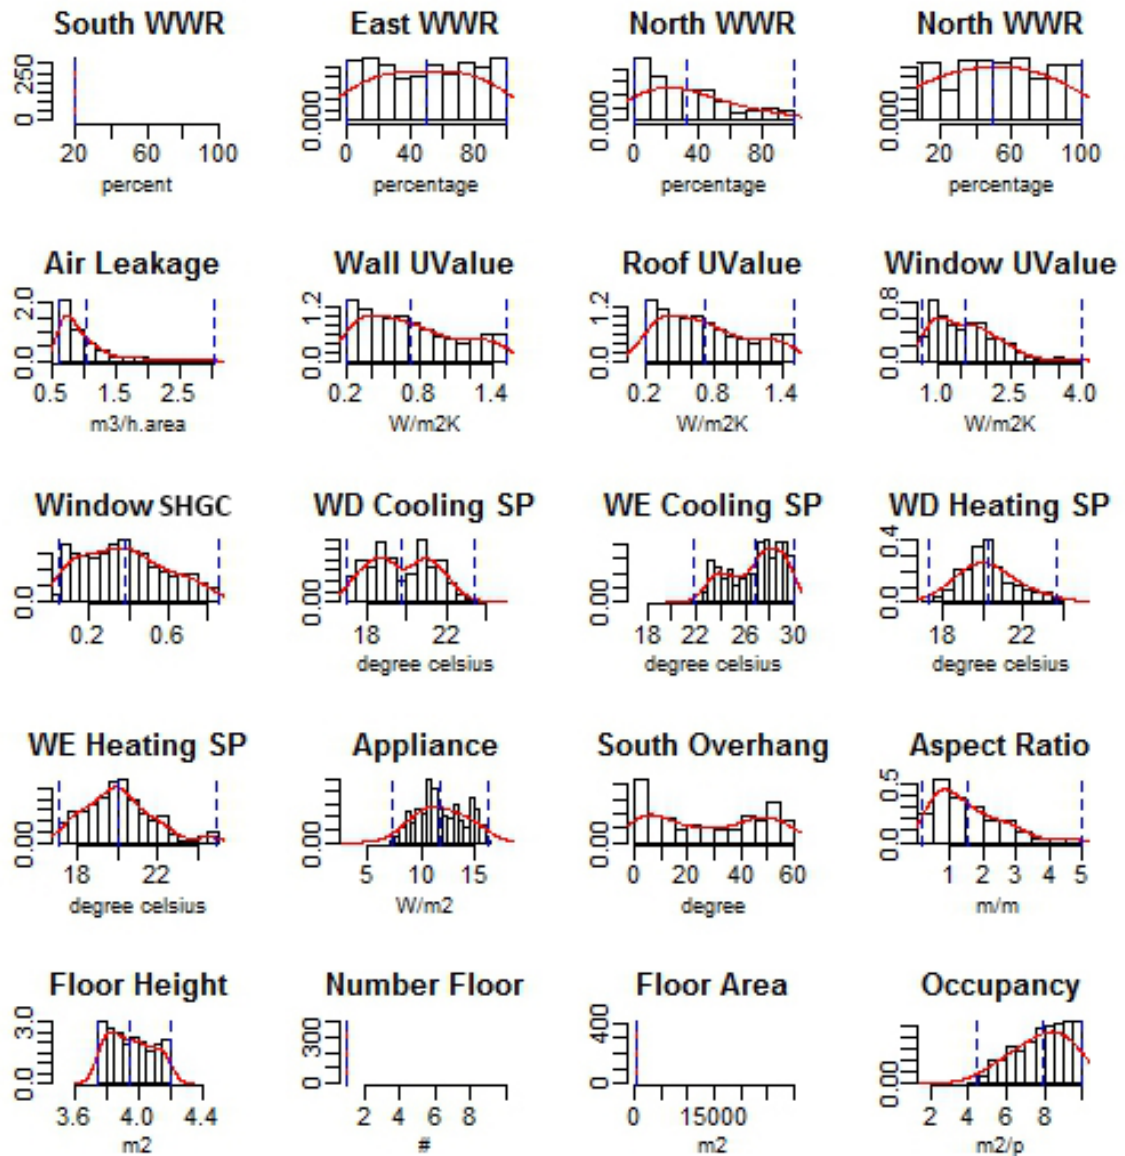 South WWR East WWR North WWR North WWR
0 250 0.000 0.000 0.000
20 60 100 0 40 80 0 40 80 20 60 100
percent percentage percentage percentage
Air Leakage Wall UValue Roof UValue Window UValue
0.0 2.0 0.0 1.2 0.0 1.2 0.0 0.8
0.5 1.5 2.5 0.2 0.8 1.4 0.2 0.8 1.4 1.0 2.5 4.0
m3/h.area W/m2K W/m2K W/m2K
Window SHGC WD Cooling SP WE Cooling SP WD Heating SP
0.0 0.00 0.00 0.0 0.4
0.2 0.6 18 22 18 22 26 30 18 22
degree celsius degree celsius degree celsius
WE Heating SP Appliance South Overhang Aspect Ratio
0.00 0.00 0.00 0.0 0.5
18 22 5 10 15 0 20 40 60 1 2 3 4 5
degree celsius W/m2 degree m/m
Floor Height Number Floor Floor Area Occupancy
0.0 3.0 0 300 0 400 0.00
3.6 4.0 4.4 2 4 6 8 0 15000 2 4 6 8
m2 # m2 m2/p